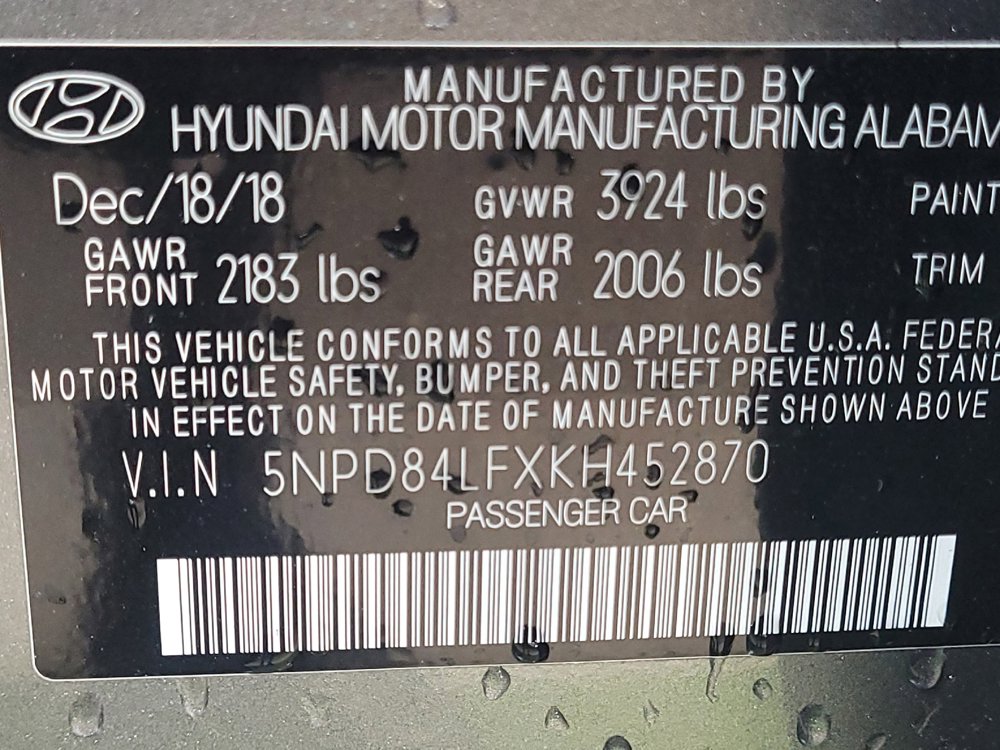 MANUFACTURED BY
HYUNDAI MOTOR MANUFACTURING ALABAM
Dec/18/18 GVWR 3924 lbs PAINT
GAWR FRONT 2183 lbs GAWR REAR 2006 lbs TRIM
THIS VEHICLE CONFORMS TO ALL APPLICABLE U.S.A. FEDERA
MOTOR VEHICLE SAFETY, BUMPER, AND THEFT PREVENTION STAND
IN EFFECT ON THE DATE OF MANUFACTURE SHOWN ABOVE
V.I.N 5NPD84LFXKH452870
PASSENGER CAR